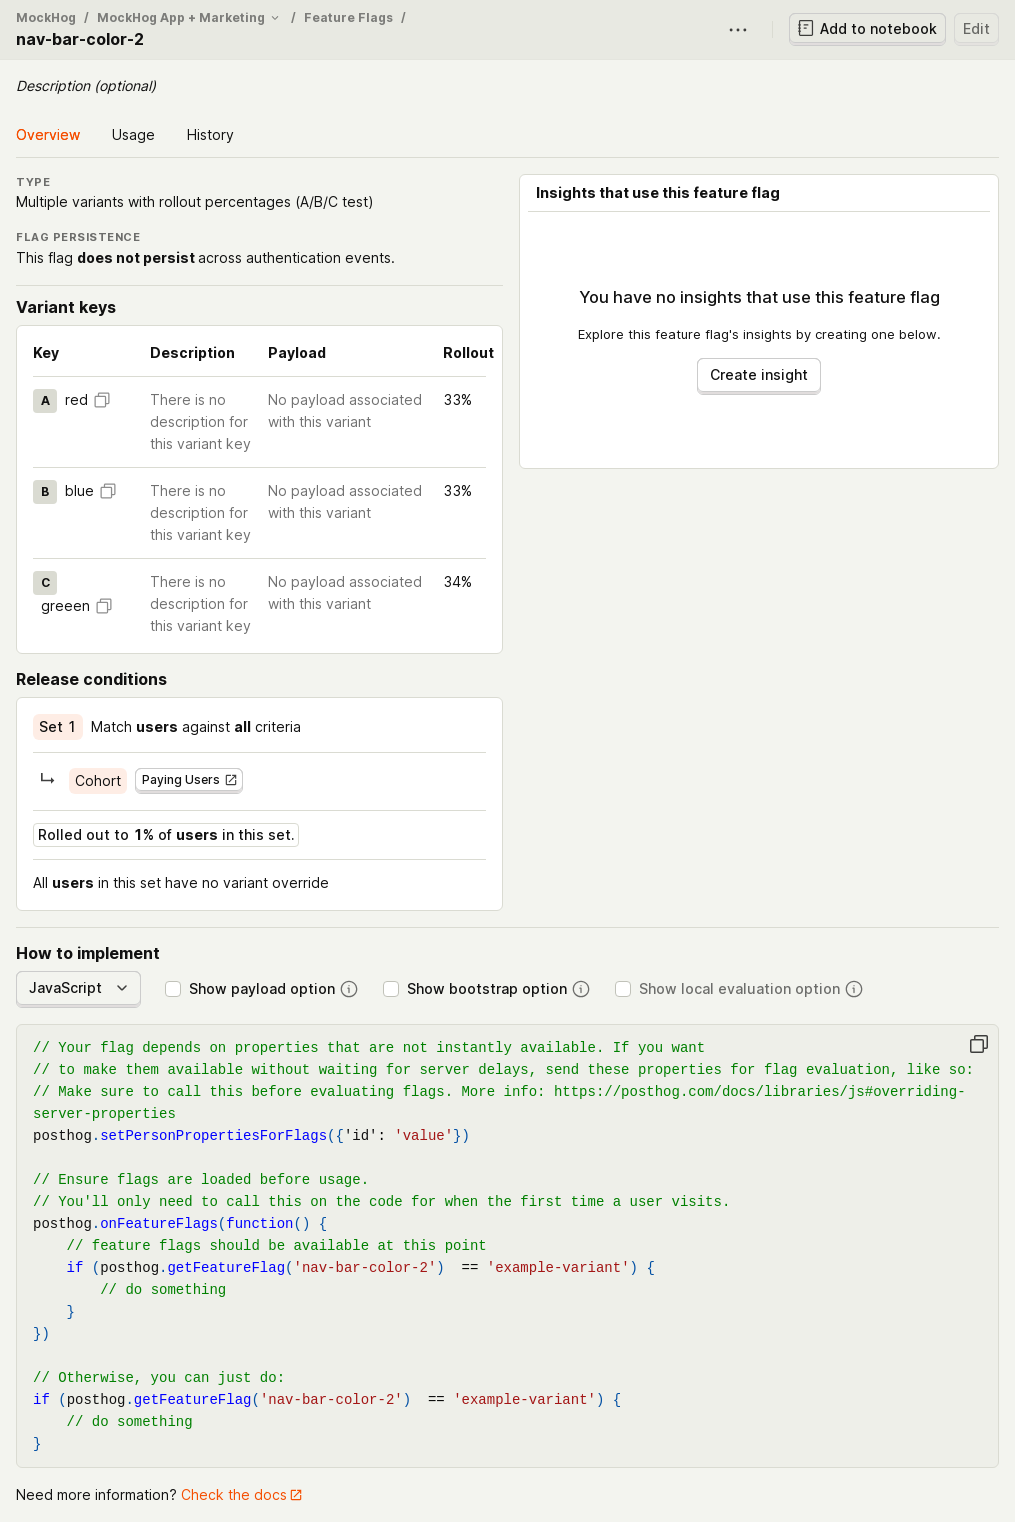 MockHog / MockHog App + Marketing / Feature Flags /
nav-bar-color-2
Add to notebook
Edit
Description (optional)
Overview
Usage
History
TYPE
Multiple variants with rollout percentages (A/B/C test)
FLAG PERSISTENCE
This flag does not persist across authentication events.
Variant keys
Key Description Payload Rollout
A red There is no No payload associated 33%
description for with this variant
this variant key
B blue There is no No payload associated 33%
description for with this variant
this variant key
C There is no No payload associated 34%
greeen description for with this variant
this variant key
Insights that use this feature flag
You have no insights that use this feature flag
Explore this feature flag's insights by creating one below.
Create insight
Release conditions
Set 1 Match users against all criteria
Cohort Paying Users
Rolled out to 1% of users in this set.
All users in this set have no variant override
How to implement
JavaScript Show payload option Show bootstrap option Show local evaluation option
// Your flag depends on properties that are not instantly available. If you want
// to make them available without waiting for server delays, send these properties for flag evaluation, like so:
// Make sure to call this before evaluating flags. More info: https://posthog.com/docs/libraries/js#overriding-
server-properties
posthog.setPersonPropertiesForFlags({'id': 'value'})
// Ensure flags are loaded before usage.
// You'll only need to call this on the code for when the first time a user visits.
posthog.onFeatureFlags(function() {
    // feature flags should be available at this point
    if (posthog.getFeatureFlag('nav-bar-color-2')  == 'example-variant') {
        // do something
    }
})
// Otherwise, you can just do:
if (posthog.getFeatureFlag('nav-bar-color-2')  == 'example-variant') {
    // do something
}
Need more information? Check the docs